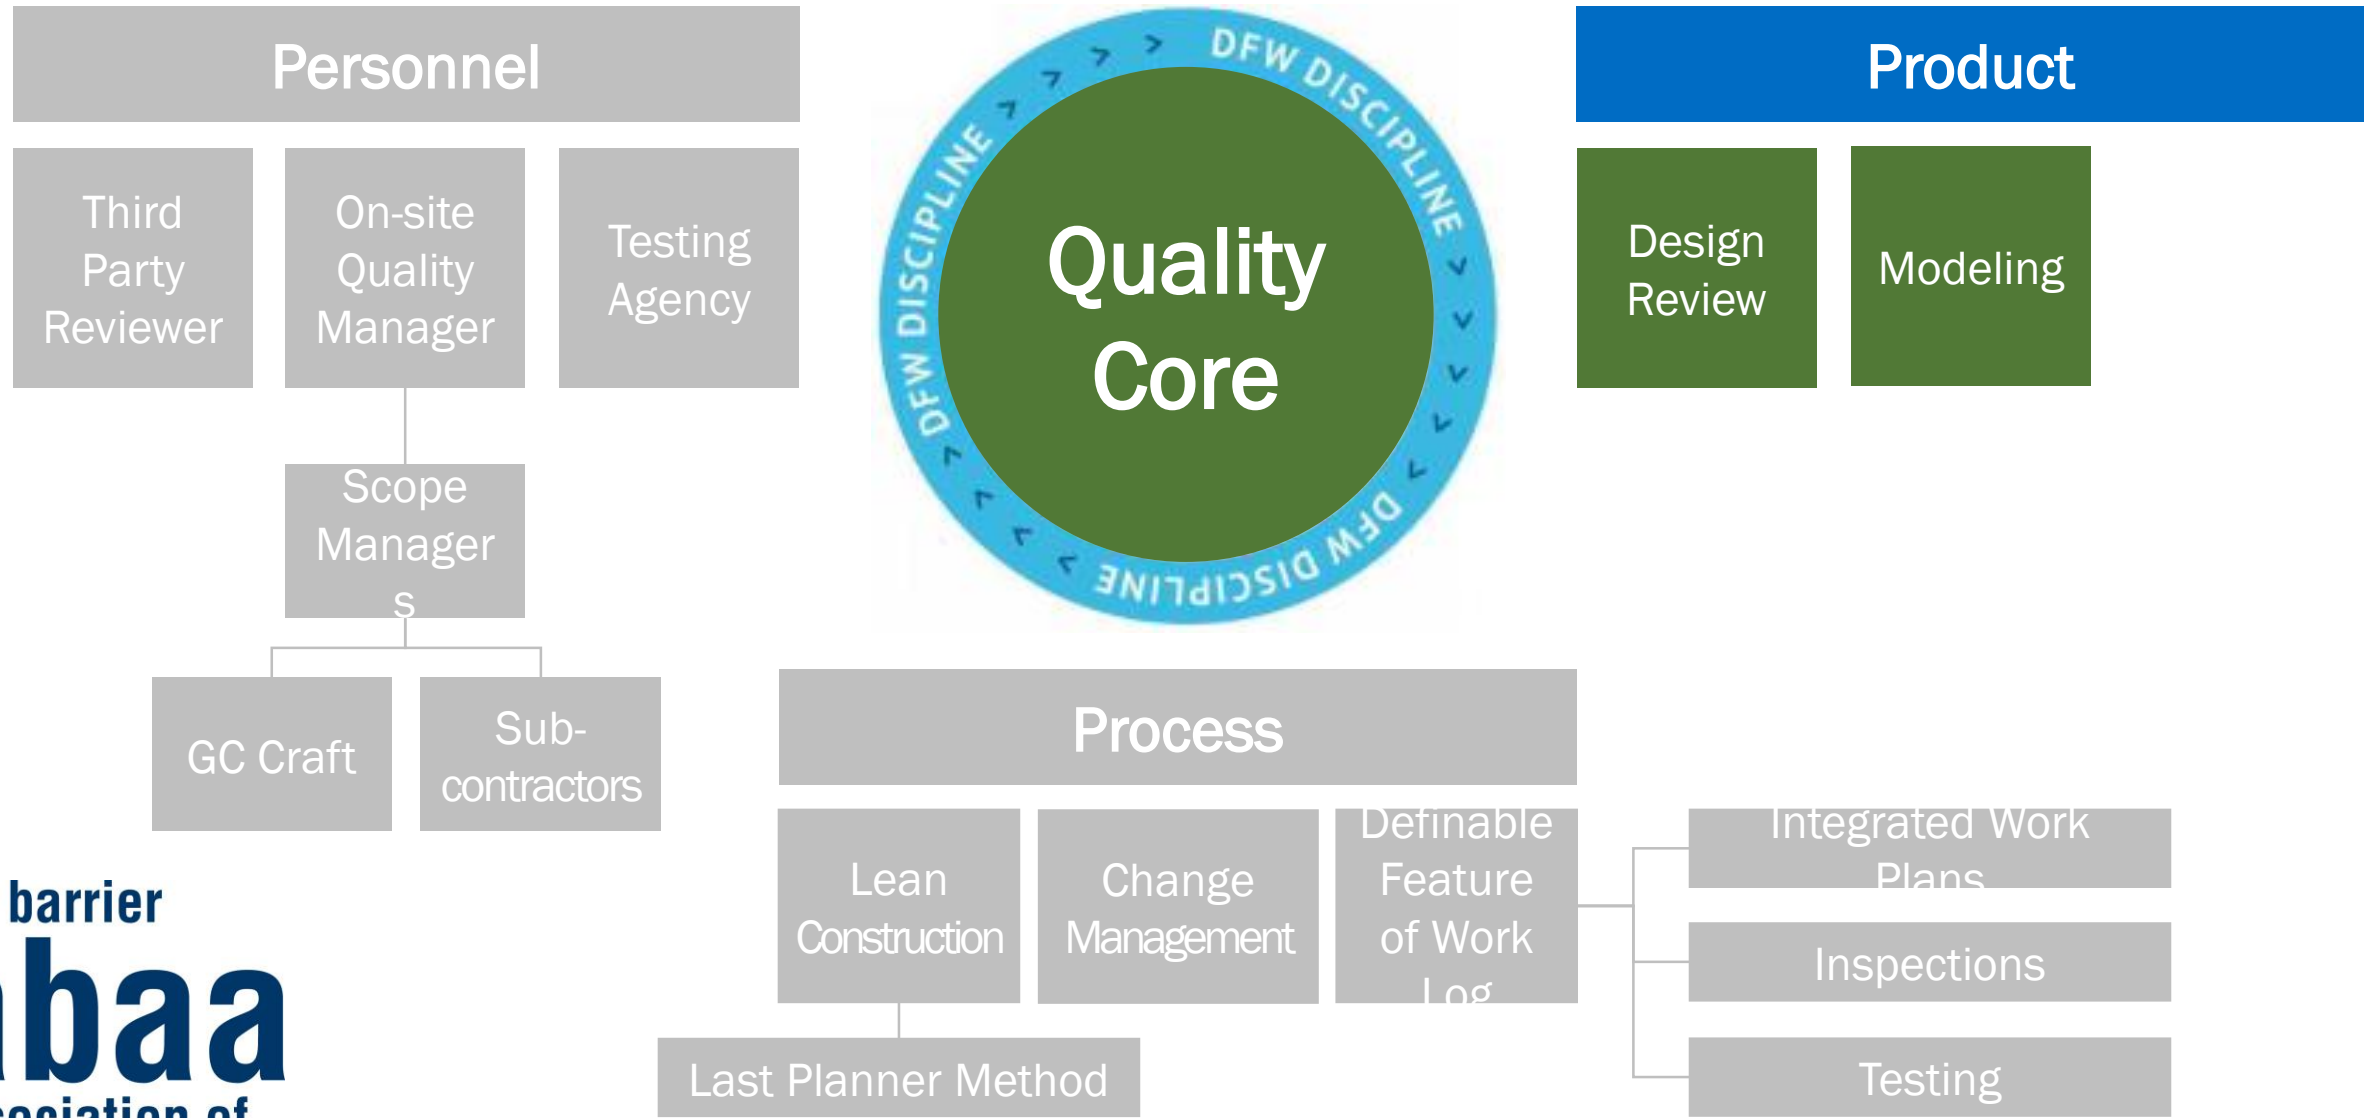 Personnel
Third
Party
Reviewer
On-site
Quality
Manager
Testing
Agency
Scope
Manager
s
GC Craft
Sub-
contractors
DFW DISCIPLINE > > > > >
DFW DISCIPLINE > > > > >
DFW DISCIPLINE > > > > >
Quality
Core
Product
Design
Review
Modeling
Process
Lean
Construction
Change
Management
Definable
Feature
of Work
Log
Last Planner Method
Integrated Work
Plans
Inspections
Testing
barrier
baa
of